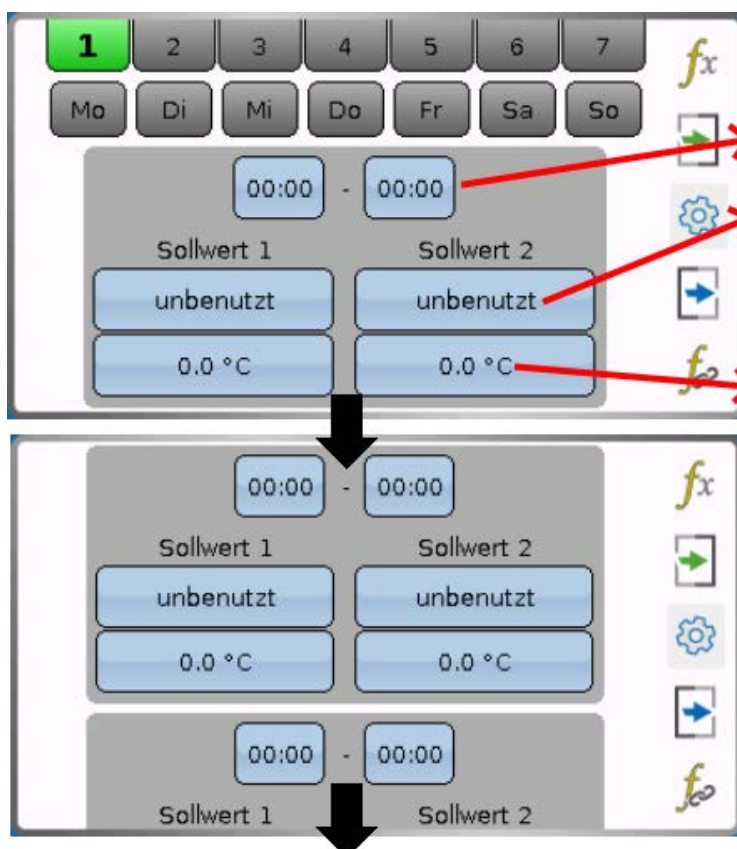 1 2 3 4 5 6 7
Mo Di Mi Do Fr Sa So
00:00 - 00:00
Sollwert 1 Sollwert 2
unbenutzt unbenutzt
0.0 °C 0.0 °C
00:00 - 00:00
Sollwert 1 Sollwert 2
unbenutzt unbenutzt
0.0 °C 0.0 °C
00:00 - 00:00
Sollwert 1 Sollwert 2
fx
fx